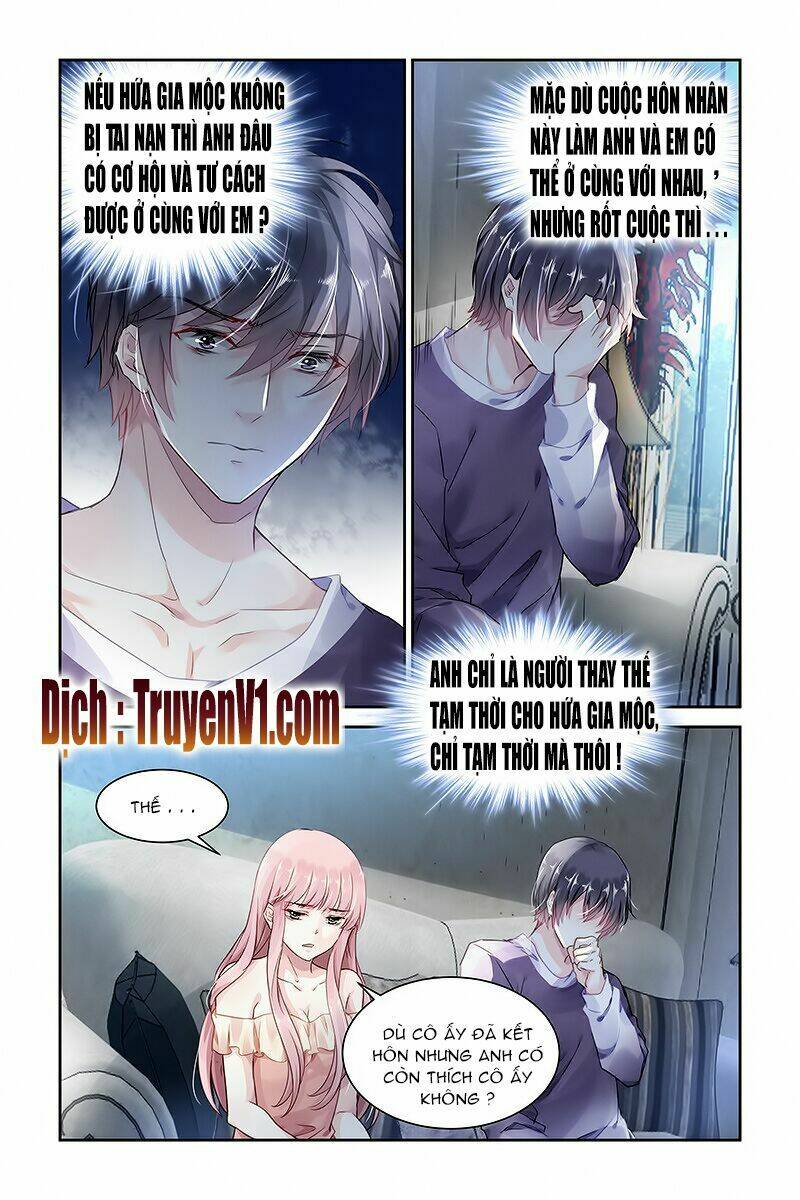 NẾU HỨA GIA MỘC KHÔNG
BỊ TAI NẠN THÌ ANH ĐÂU
CÓ CƠ HỘI VÀ TƯ CÁCH
ĐƯỢC Ở CÙNG VỚI EM ?
MẶC DÙ CUỘC HÔN NHÂN
NÀY LÀM ANH VÀ EM CÓ
THỂ Ở CÙNG VỚI NHAU, ’
NHƯNG RỐT CUỘC THÌ . . .
ANH CHỈ LÀ NGƯỜI THAY THẾ
TẠM THỜI CHO HỨA GIA MỘC,
CHỈ TẠM THỜI MÀ THÔI !
Dịch : TruyenV1.com
THẾ . . .
DÙ CÔ ẤY ĐÃ KẾT
HÔN NHƯNG ANH CÓ
CÒN THÍCH CÔ ẤY
KHÔNG ?